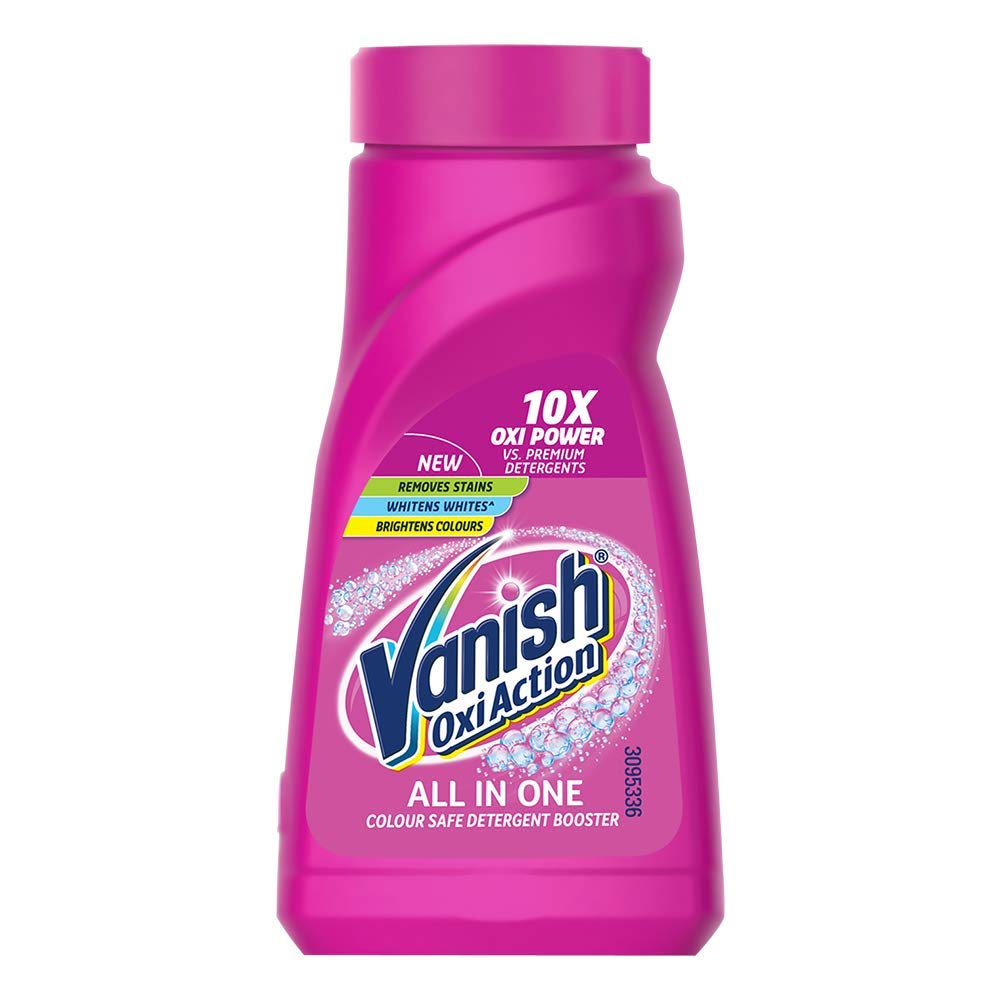 10X
OXI POWER
VS. PREMIUM
DETERGENTS
NEW
REMOVES STAINS
WHITENS WHITES^
BRIGHTENS COLOURS
Vanish®
OxiAction
ALL IN ONE
COLOUR SAFE DETERGENT BOOSTER
3095336